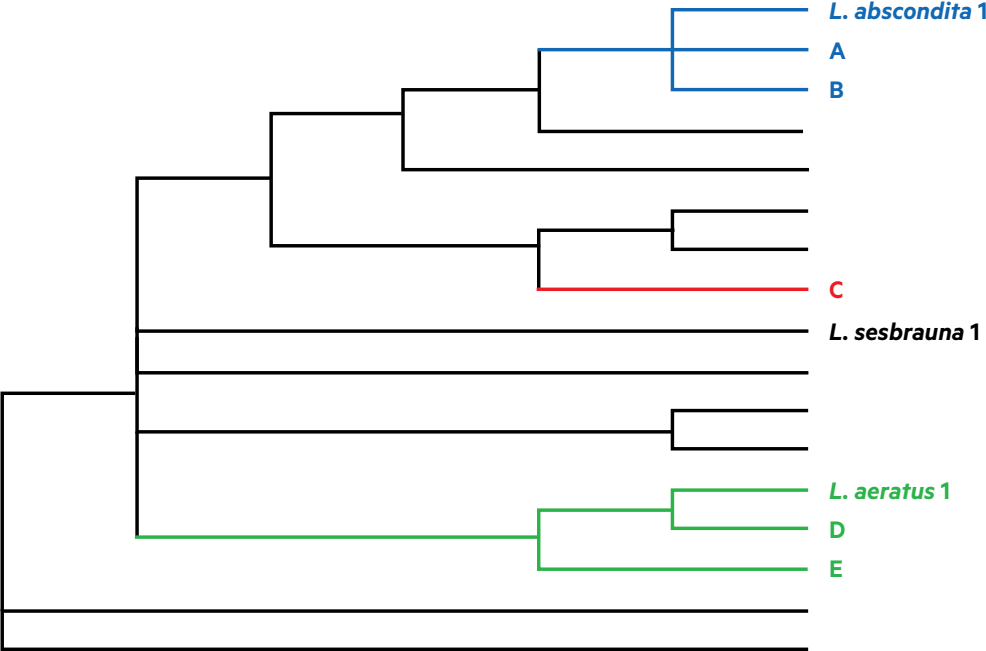 L. abscondita 1
A
B
C
L. sesbrauna 1
L. aeratus 1
D
E